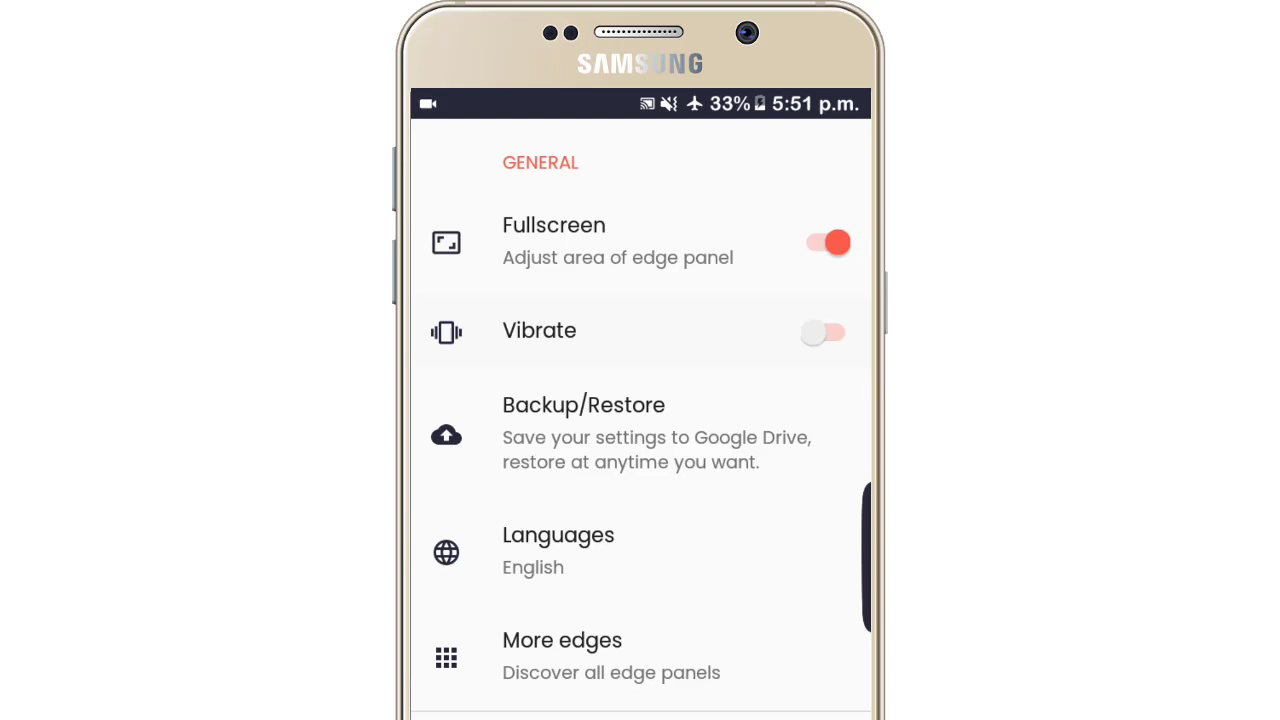 SAMSUNG
33% 5:51 p.m.
GENERAL
Fullscreen
Adjust area of edge panel
Vibrate
Backup/Restore
Save your settings to Google Drive,
restore at anytime you want.
Languages
English
More edges
Discover all edge panels